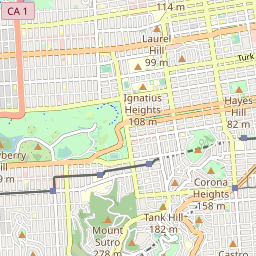 CA 1
114 m
Laurel
Hill
99 m
Turk
Ignatius
Heights
108 m
Hayes
Hill
82 m
Corona
Heights
158 m
Mount
Sutro
278 m
Tank Hill
182 m
Castro